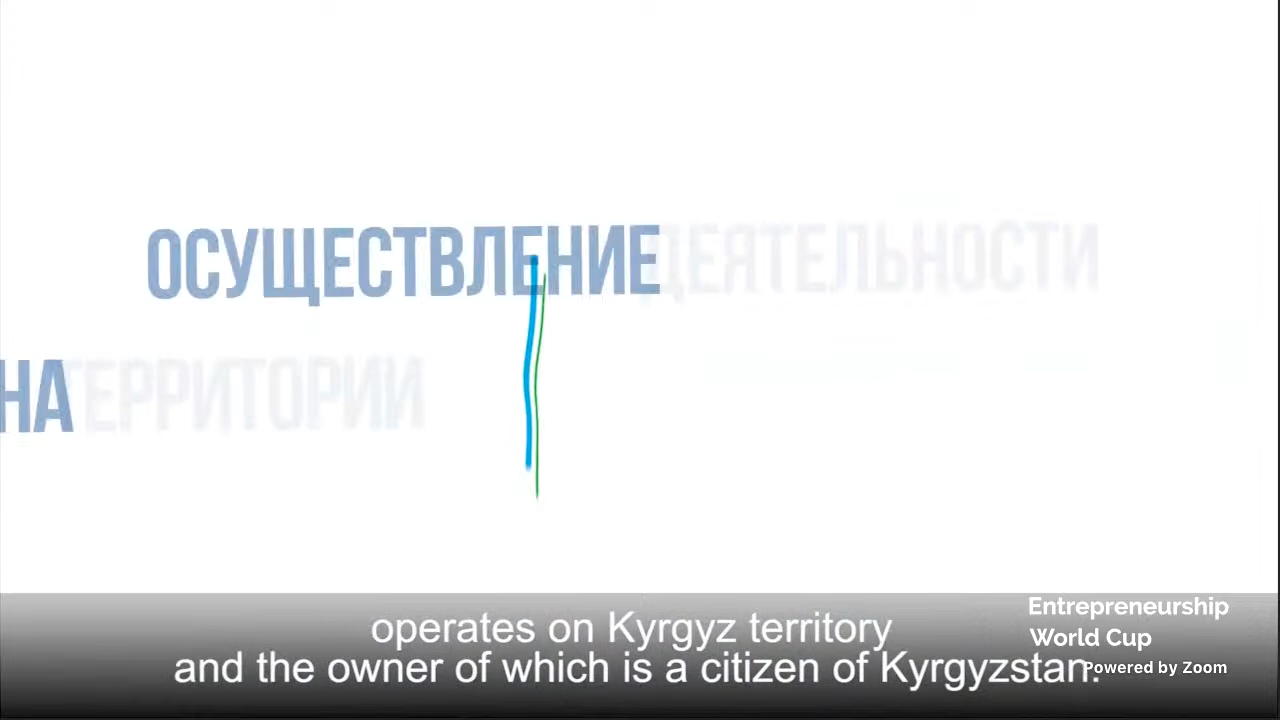 ОСУЩЕСТВЛЕНИЕ ДЕЯТЕЛЬНОСТИ
НА ТЕРРИТОРИИ
operates on Kyrgyz territory
and the owner of which is a citizen of Kyrgyzstan.
Entrepreneurship
World Cup
Powered by Zoom